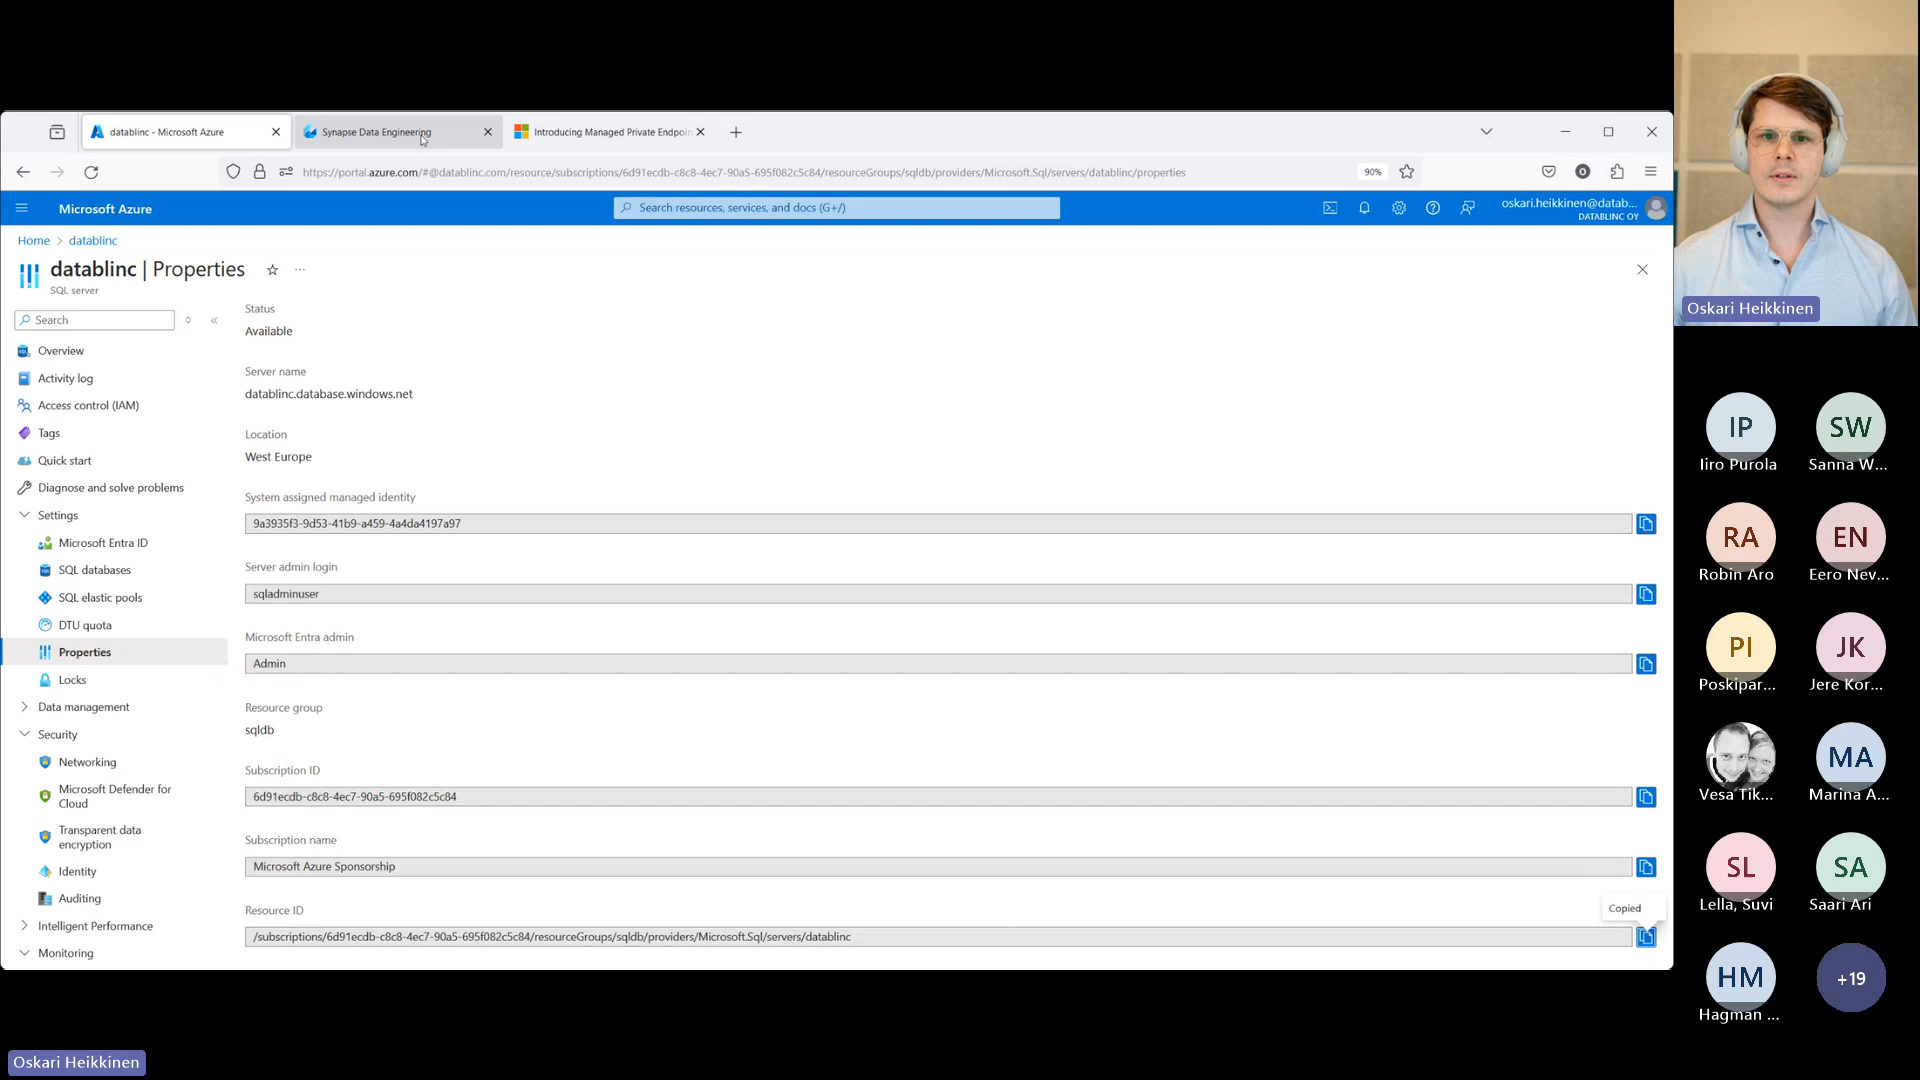 datablinc - Microsoft Azure
Synapse Data Engineering
Introducing Managed Private Endpoin
https://portal.azure.com/#@datablinc.com/resource/subscriptions/6d91ecdb-c8c8-4ec7-90a5-695f082c5c84/resourceGroups/sqldb/providers/Microsoft.Sql/servers/datablinc/properties
90%
Microsoft Azure
Search resources, services, and docs (G+/)
oskari.heikkinen@datab...
DATABLINC OY
Home > datablinc
datablinc | Properties
SQL server
Search
Overview
Activity log
Access control (IAM)
Tags
Quick start
Diagnose and solve problems
Settings
Microsoft Entra ID
SQL databases
SQL elastic pools
DTU quota
Properties
Locks
Data management
Security
Networking
Microsoft Defender for
Cloud
Transparent data
encryption
Identity
Auditing
Intelligent Performance
Monitoring
Status
Available
Server name
datablinc.database.windows.net
Location
West Europe
System assigned managed identity
9a3935f3-9d53-41b9-a459-4a4da4197a97
Server admin login
sqladminuser
Microsoft Entra admin
Admin
Resource group
sqldb
Subscription ID
6d91ecdb-c8c8-4ec7-90a5-695f082c5c84
Subscription name
Microsoft Azure Sponsorship
Resource ID
Copied
/subscriptions/6d91ecdb-c8c8-4ec7-90a5-695f082c5c84/resourceGroups/sqldb/providers/Microsoft.Sql/servers/datablinc
Oskari Heikkinen
IP
Iiro Purola
SW
Sanna W...
RA
Robin Aro
EN
Eero Nev...
PI
Poskipar...
JK
Jere Kor...
Vesa Tik...
MA
Marina A...
SL
Lella, Suvi
SA
Saari Ari
HM
Hagman ...
+19
Oskari Heikkinen